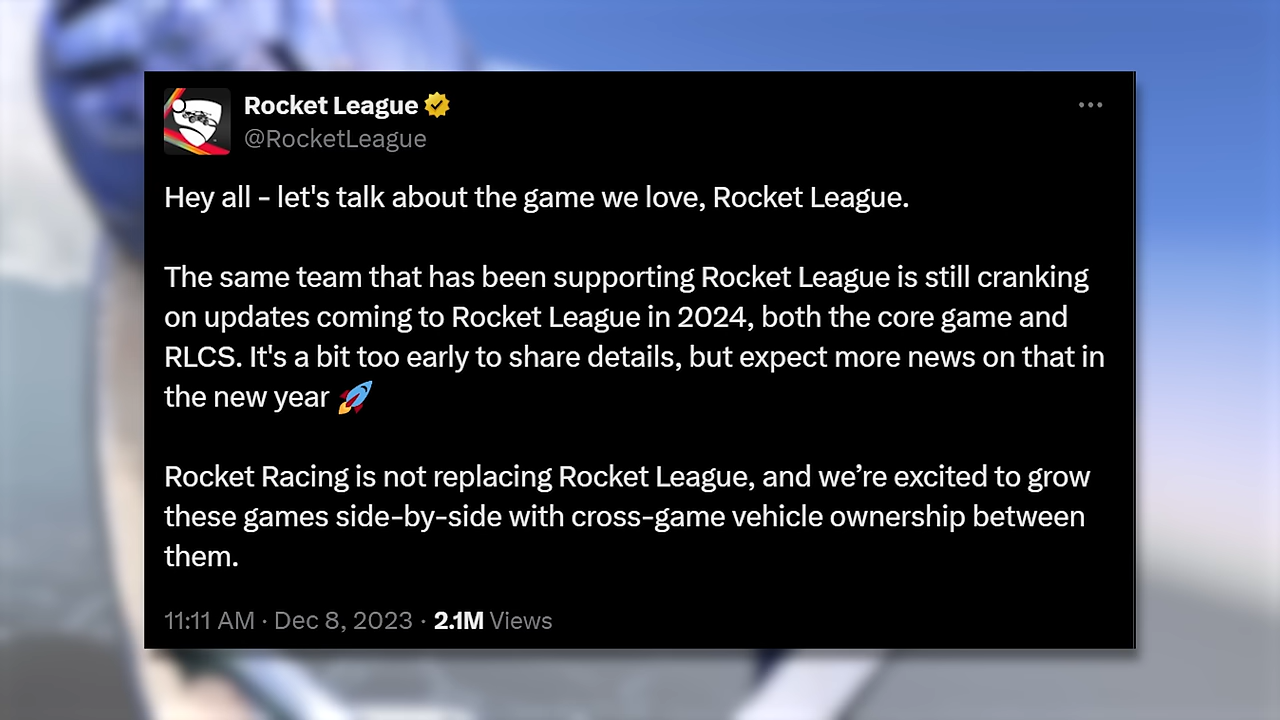 Rocket League
@RocketLeague
Hey all – let's talk about the game we love, Rocket League.
The same team that has been supporting Rocket League is still cranking
on updates coming to Rocket League in 2024, both the core game and
RLCS. It's a bit too early to share details, but expect more news on that in
the new year 🚀
Rocket Racing is not replacing Rocket League, and we’re excited to grow
these games side-by-side with cross-game vehicle ownership between
them.
11:11 AM · Dec 8, 2023 · 2.1M Views